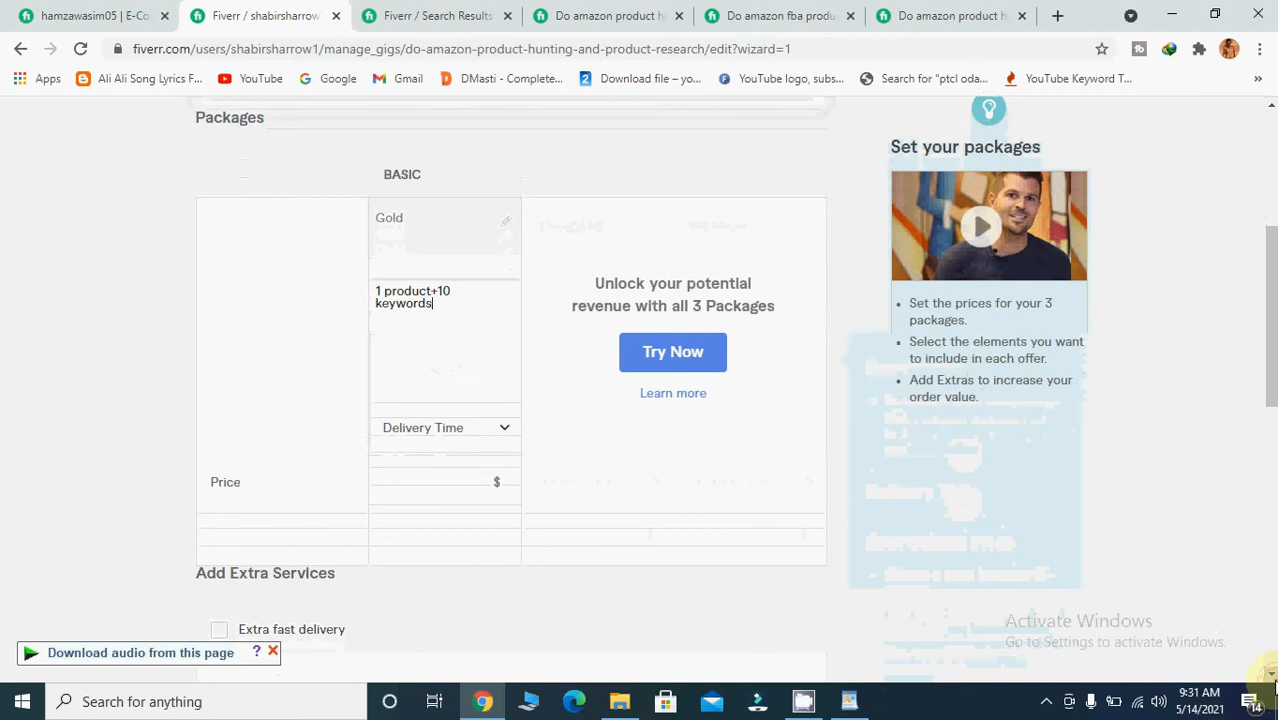 hamzawasim05 | E-Co
Fiverr / shabirsharrow1
Fiverr / Search Results
Do amazon product h
Do amazon fba produ
Do amazon product h
fiverr.com/users/shabirsharrow1/manage_gigs/do-amazon-product-hunting-and-product-research/edit?wizard=1
Apps
Ali Ali Song Lyrics F...
YouTube
Google
Gmail
DMasti - Complete...
Download file – yo...
YouTube logo, subs...
Search for "ptcl oda...
YouTube Keyword T...
Packages
BASIC
Gold
1 product+10
keywords
Delivery Time
Price
$
Unlock your potential
revenue with all 3 Packages
Try Now
Learn more
Set your packages
Set the prices for your 3
packages.
Select the elements you want
to include in each offer.
Add Extras to increase your
order value.
Add Extra Services
Extra fast delivery
Download audio from this page
?
Activate Windows
Go to Settings to activate Windows.
Search for anything
9:31 AM
5/14/2021
14